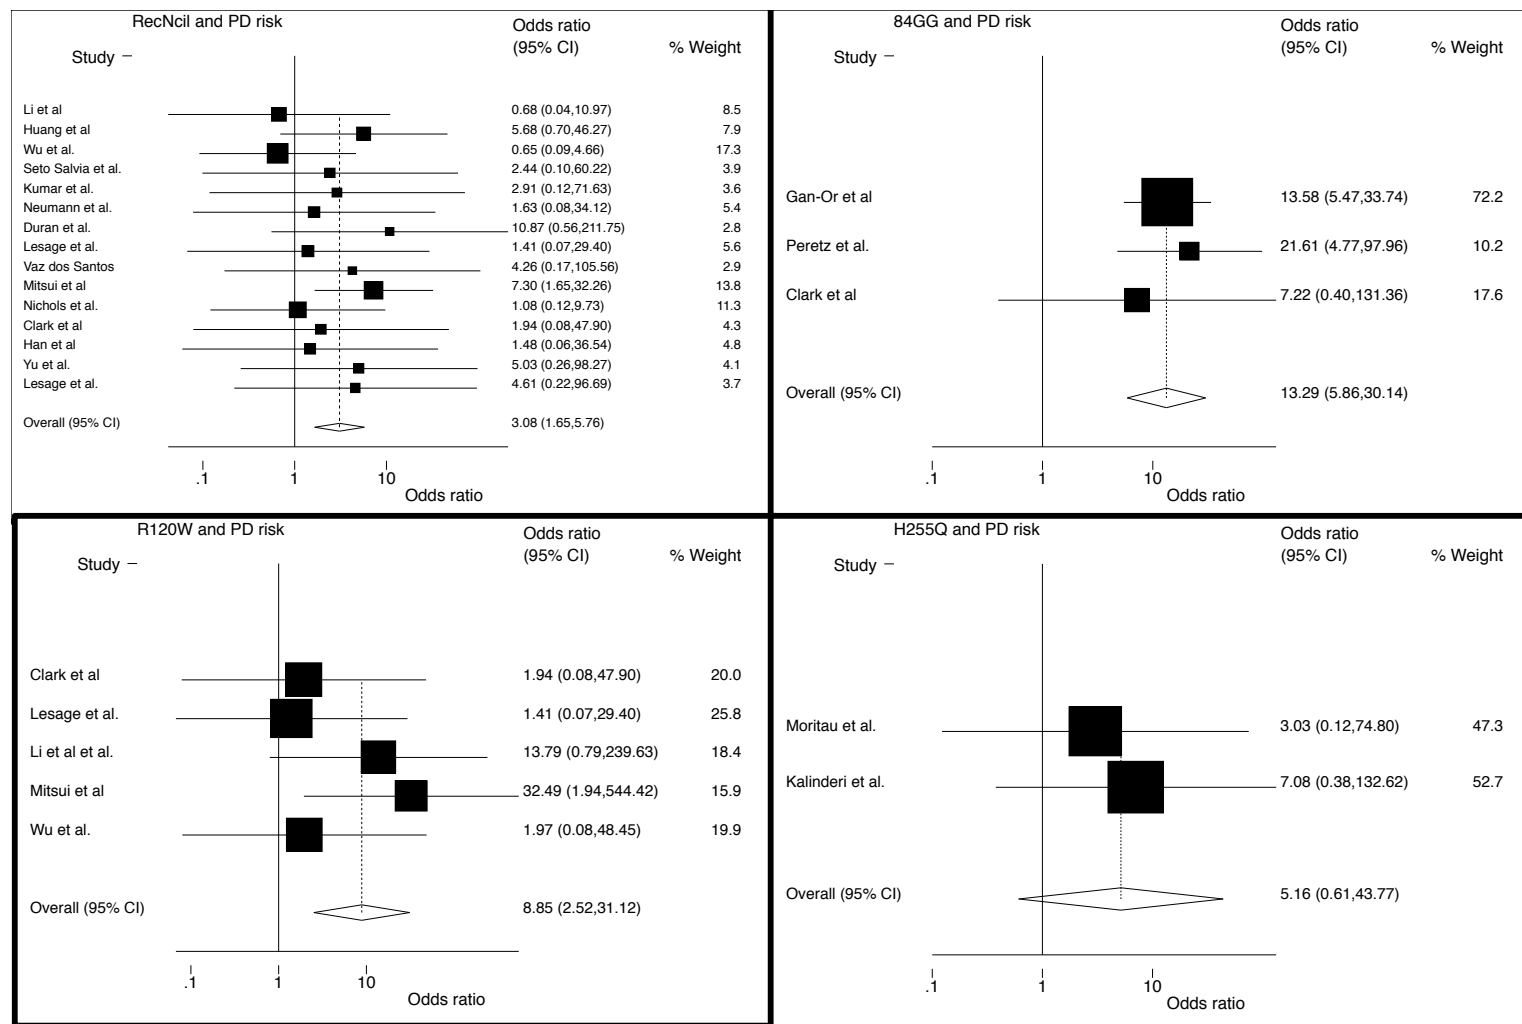 RecNcil and PD risk
Odds ratio
(95% CI) % Weight
Study
Li et al 0.68 (0.04,10.97) 8.5
Huang et al 5.68 (0.70,46.27) 7.9
Wu et al. 0.65 (0.09,4.66) 17.3
Seto Salvia et al. 2.44 (0.10,60.22) 3.9
Kumar et al. 2.91 (0.12,71.63) 3.6
Neumann et al. 1.63 (0.08,34.12) 5.4
Duran et al. 10.87 (0.56,211.75) 2.8
Lesage et al. 1.41 (0.07,29.40) 5.6
Vaz dos Santos 4.26 (0.17,105.56) 2.9
Mitsui et al 7.30 (1.65,32.26) 13.8
Nichols et al. 1.08 (0.12,9.73) 11.3
Clark et al 1.94 (0.08,47.90) 4.3
Han et al 1.48 (0.06,36.54) 4.8
Yu et al. 5.03 (0.26,98.27) 4.1
Lesage et al. 4.61 (0.22,96.69) 3.7
Overall (95% CI) 3.08 (1.65,5.76)
.1 1 10
Odds ratio
84GG and PD risk
Odds ratio
(95% CI) % Weight
Study
Gan-Or et al 13.58 (5.47,33.74) 72.2
Peretz et al. 21.61 (4.77,97.96) 10.2
Clark et al 7.22 (0.40,131.36) 17.6
Overall (95% CI) 13.29 (5.86,30.14)
.1 1 10
Odds ratio
R120W and PD risk
Odds ratio
(95% CI) % Weight
Study
Clark et al 1.94 (0.08,47.90) 20.0
Lesage et al. 1.41 (0.07,29.40) 25.8
Li et al et al. 13.79 (0.79,239.63) 18.4
Mitsui et al 32.49 (1.94,544.42) 15.9
Wu et al. 1.97 (0.08,48.45) 19.9
Overall (95% CI) 8.85 (2.52,31.12)
.1 1 10
Odds ratio
H255Q and PD risk
Odds ratio
(95% CI) % Weight
Study
Moritau et al. 3.03 (0.12,74.80) 47.3
Kalinderi et al. 7.08 (0.38,132.62) 52.7
Overall (95% CI) 5.16 (0.61,43.77)
.1 1 10
Odds ratio